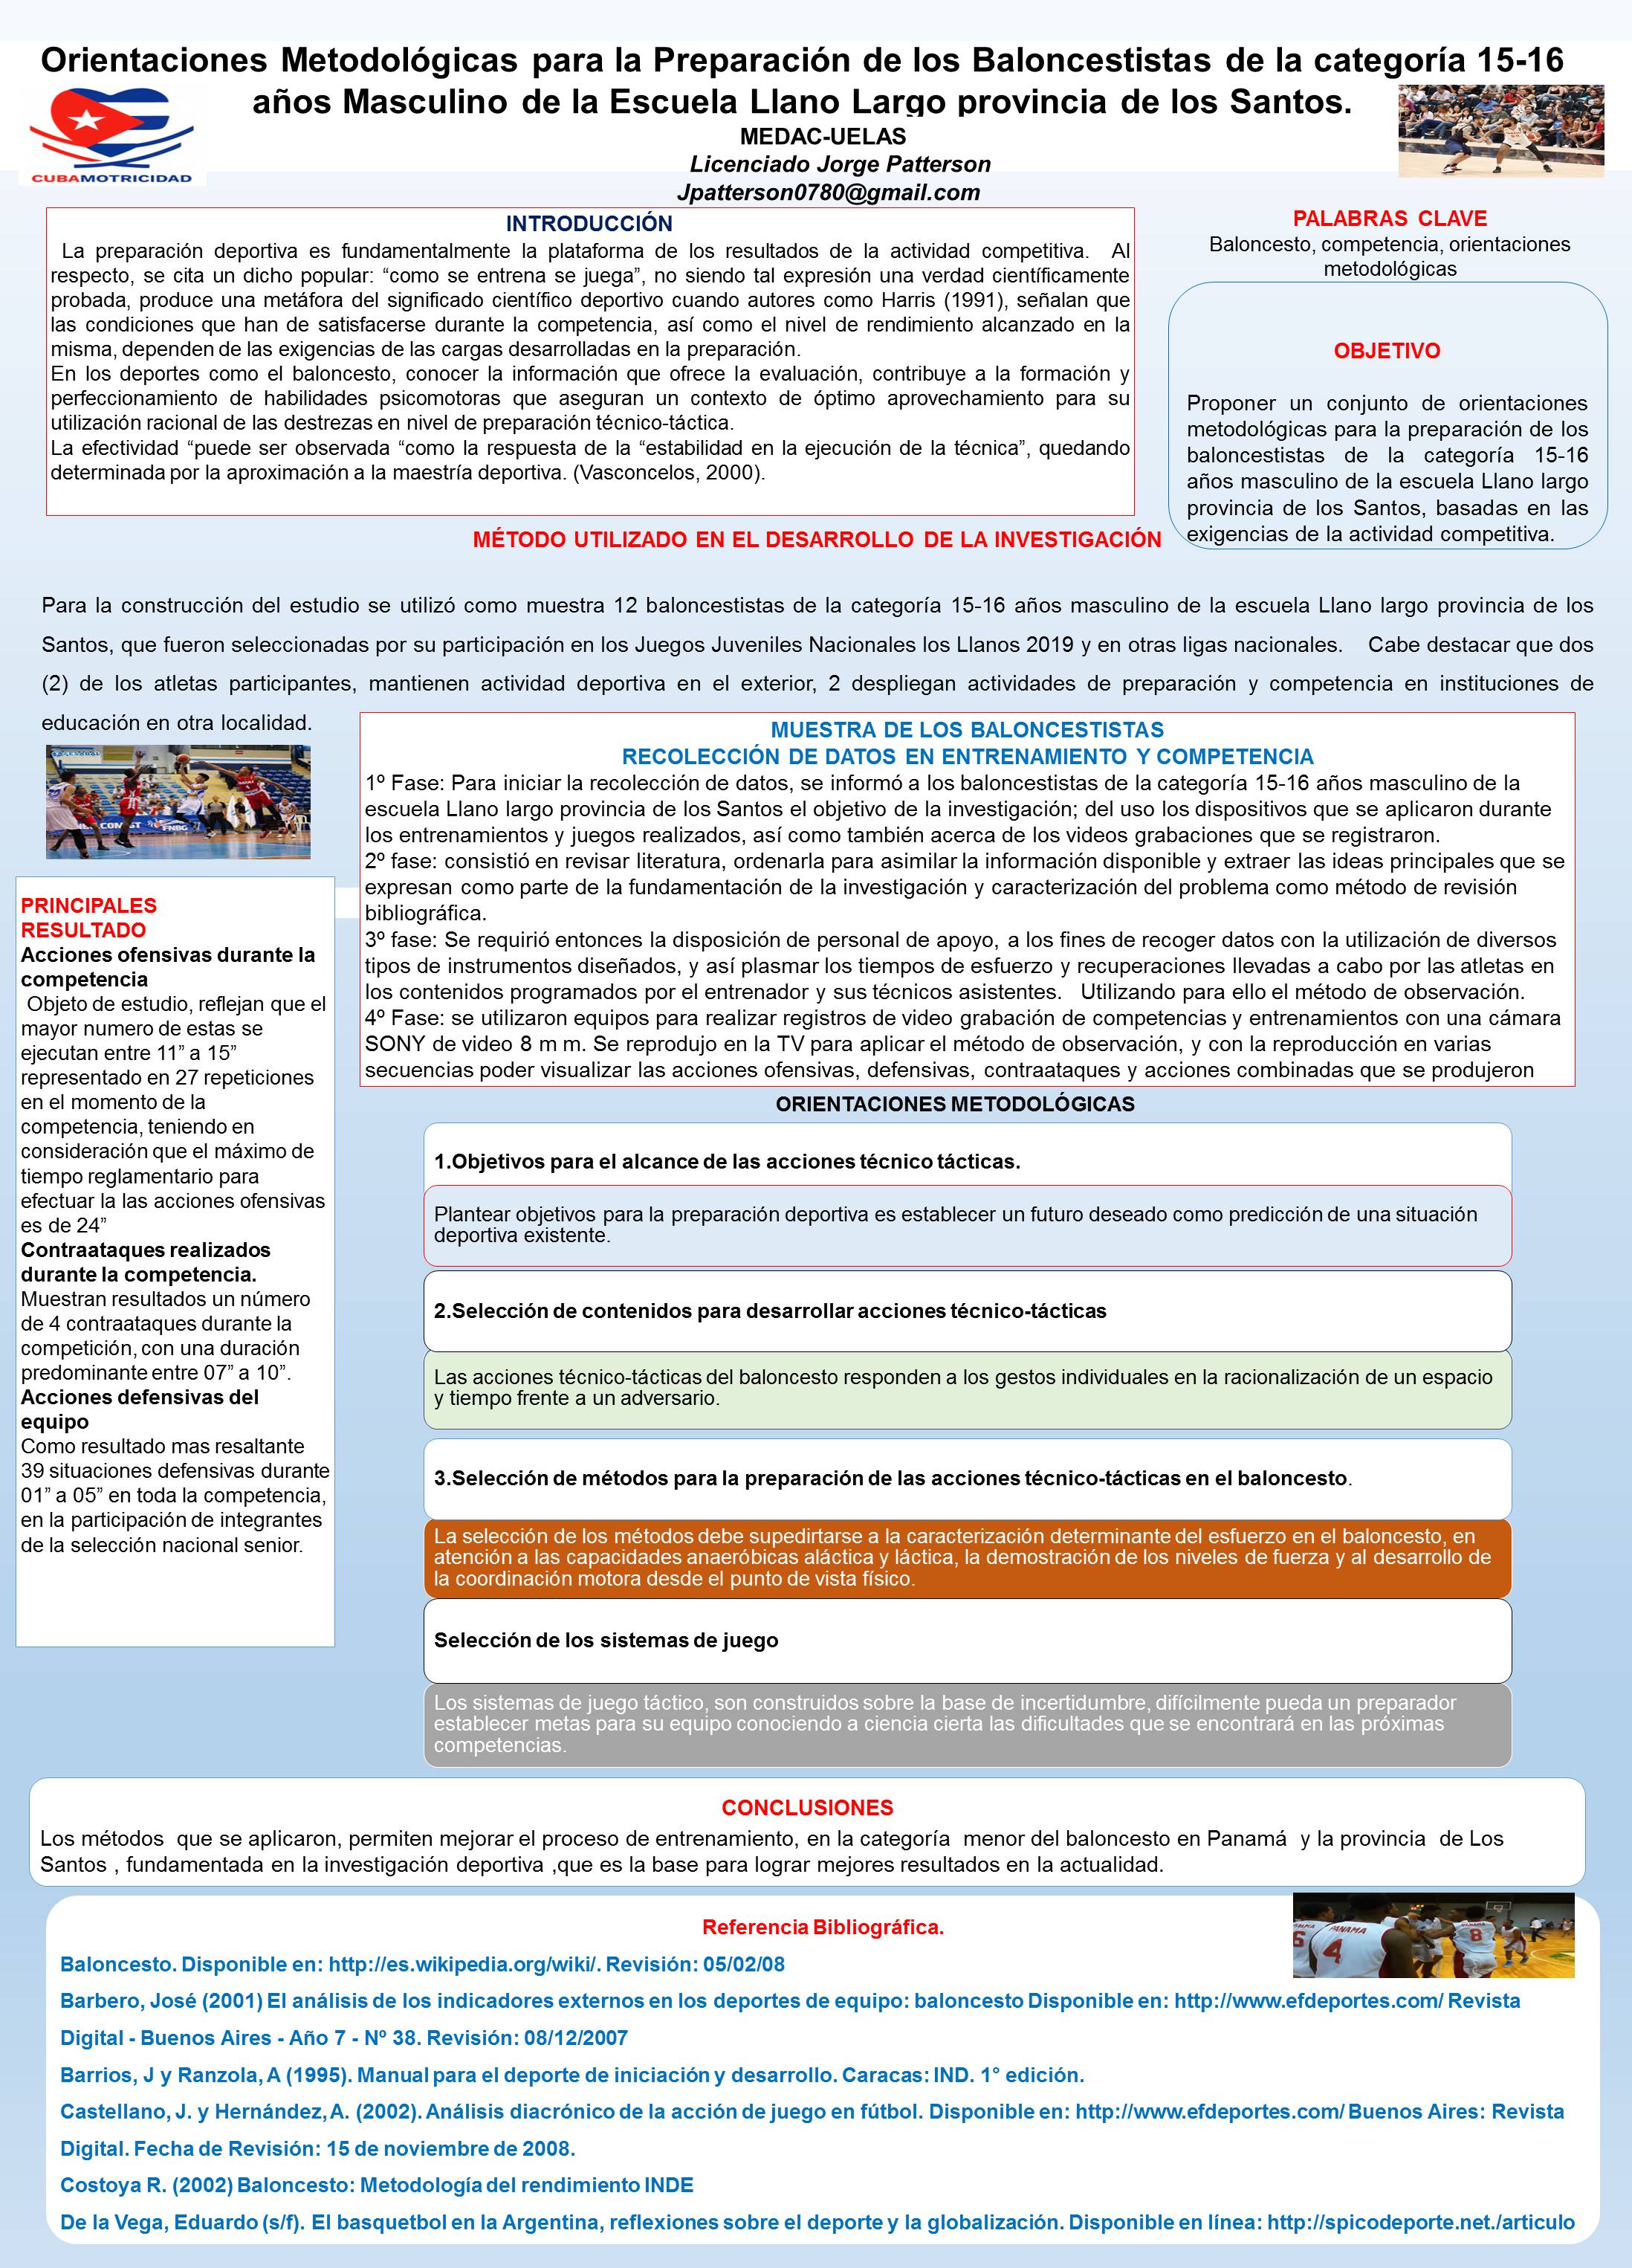 Orientaciones Metodológicas para la Preparación de los Baloncestistas de la categoría 15-16
años Masculino de la Escuela Llano Largo provincia de los Santos.
MEDAC-UELAS
Licenciado Jorge Patterson
Jpatterson0780@gmail.com
CUBAMOTRICIDAD
INTRODUCCIÓN
La preparación deportiva es fundamentalmente la plataforma de los resultados de la actividad competitiva. Al
respecto, se cita un dicho popular: “como se entrena se juega”, no siendo tal expresión una verdad científicamente
probada, produce una metáfora del significado científico deportivo cuando autores como Harris (1991), señalan que
las condiciones que han de satisfacerse durante la competencia, así como el nivel de rendimiento alcanzado en la
misma, dependen de las exigencias de las cargas desarrolladas en la preparación.
En los deportes como el baloncesto, conocer la información que ofrece la evaluación, contribuye a la formación y
perfeccionamiento de habilidades psicomotoras que aseguran un contexto de óptimo aprovechamiento para su
utilización racional de las destrezas en nivel de preparación técnico-táctica.
La efectividad “puede ser observada “como la respuesta de la “estabilidad en la ejecución de la técnica”, quedando
determinada por la aproximación a la maestría deportiva. (Vasconcelos, 2000).
PALABRAS CLAVE
Baloncesto, competencia, orientaciones
metodológicas
OBJETIVO
Proponer un conjunto de orientaciones
metodológicas para la preparación de los
baloncestistas de la categoría 15-16
años masculino de la escuela Llano largo
provincia de los Santos, basadas en las
exigencias de la actividad competitiva.
MÉTODO UTILIZADO EN EL DESARROLLO DE LA INVESTIGACIÓN
Para la construcción del estudio se utilizó como muestra 12 baloncestistas de la categoría 15-16 años masculino de la escuela Llano largo provincia de los
Santos, que fueron seleccionadas por su participación en los Juegos Juveniles Nacionales los Llanos 2019 y en otras ligas nacionales. Cabe destacar que dos
(2) de los atletas participantes, mantienen actividad deportiva en el exterior, 2 despliegan actividades de preparación y competencia en instituciones de
educación en otra localidad.
MUESTRA DE LOS BALONCESTISTAS
RECOLECCIÓN DE DATOS EN ENTRENAMIENTO Y COMPETENCIA
1º Fase: Para iniciar la recolección de datos, se informó a los baloncestistas de la categoría 15-16 años masculino de la
escuela Llano largo provincia de los Santos el objetivo de la investigación; del uso los dispositivos que se aplicaron durante
los entrenamientos y juegos realizados, así como también acerca de los videos grabaciones que se registraron.
2º fase: consistió en revisar literatura, ordenarla para asimilar la información disponible y extraer las ideas principales que se
expresan como parte de la fundamentación de la investigación y caracterización del problema como método de revisión
bibliográfica.
3º fase: Se requirió entonces la disposición de personal de apoyo, a los fines de recoger datos con la utilización de diversos
tipos de instrumentos diseñados, y así plasmar los tiempos de esfuerzo y recuperaciones llevadas a cabo por las atletas en
los contenidos programados por el entrenador y sus técnicos asistentes. Utilizando para ello el método de observación.
4º Fase: se utilizaron equipos para realizar registros de video grabación de competencias y entrenamientos con una cámara
SONY de video 8 m m. Se reprodujo en la TV para aplicar el método de observación, y con la reproducción en varias
secuencias poder visualizar las acciones ofensivas, defensivas, contraataques y acciones combinadas que se produjeron
PRINCIPALES
RESULTADO
Acciones ofensivas durante la
competencia
Objeto de estudio, reflejan que el
mayor numero de estas se
ejecutan entre 11” a 15”
representado en 27 repeticiones
en el momento de la
competencia, teniendo en
consideración que el máximo de
tiempo reglamentario para
efectuar la las acciones ofensivas
es de 24”
Contraataques realizados
durante la competencia.
Muestran resultados un número
de 4 contraataques durante la
competición, con una duración
predominante entre 07” a 10”.
Acciones defensivas del
equipo
Como resultado mas resaltante
39 situaciones defensivas durante
01” a 05” en toda la competencia,
en la participación de integrantes
de la selección nacional senior.
ORIENTACIONES METODOLÓGICAS
1.Objetivos para el alcance de las acciones técnico tácticas.
Plantear objetivos para la preparación deportiva es establecer un futuro deseado como predicción de una situación
deportiva existente.
2.Selección de contenidos para desarrollar acciones técnico-tácticas
Las acciones técnico-tácticas del baloncesto responden a los gestos individuales en la racionalización de un espacio
y tiempo frente a un adversario.
3.Selección de métodos para la preparación de las acciones técnico-tácticas en el baloncesto.
La selección de los métodos debe supedirtarse a la caracterización determinante del esfuerzo en el baloncesto, en
atención a las capacidades anaeróbicas aláctica y láctica, la demostración de los niveles de fuerza y al desarrollo de
la coordinación motora desde el punto de vista físico.
Selección de los sistemas de juego
Los sistemas de juego táctico, son construidos sobre la base de incertidumbre, difícilmente pueda un preparador
establecer metas para su equipo conociendo a ciencia cierta las dificultades que se encontrará en las próximas
competencias.
CONCLUSIONES
Los métodos que se aplicaron, permiten mejorar el proceso de entrenamiento, en la categoría menor del baloncesto en Panamá y la provincia de Los
Santos , fundamentada en la investigación deportiva ,que es la base para lograr mejores resultados en la actualidad.
Referencia Bibliográfica.
PANAMA
4
8
6
Baloncesto. Disponible en: http://es.wikipedia.org/wiki/. Revisión: 05/02/08
Barbero, José (2001) El análisis de los indicadores externos en los deportes de equipo: baloncesto Disponible en: http://www.efdeportes.com/ Revista
Digital - Buenos Aires - Año 7 - Nº 38. Revisión: 08/12/2007
Barrios, J y Ranzola, A (1995). Manual para el deporte de iniciación y desarrollo. Caracas: IND. 1° edición.
Castellano, J. y Hernández, A. (2002). Análisis diacrónico de la acción de juego en fútbol. Disponible en: http://www.efdeportes.com/ Buenos Aires: Revista
Digital. Fecha de Revisión: 15 de noviembre de 2008.
Costoya R. (2002) Baloncesto: Metodología del rendimiento INDE
De la Vega, Eduardo (s/f). El basquetbol en la Argentina, reflexiones sobre el deporte y la globalización. Disponible en línea: http://spicodeporte.net./articulo